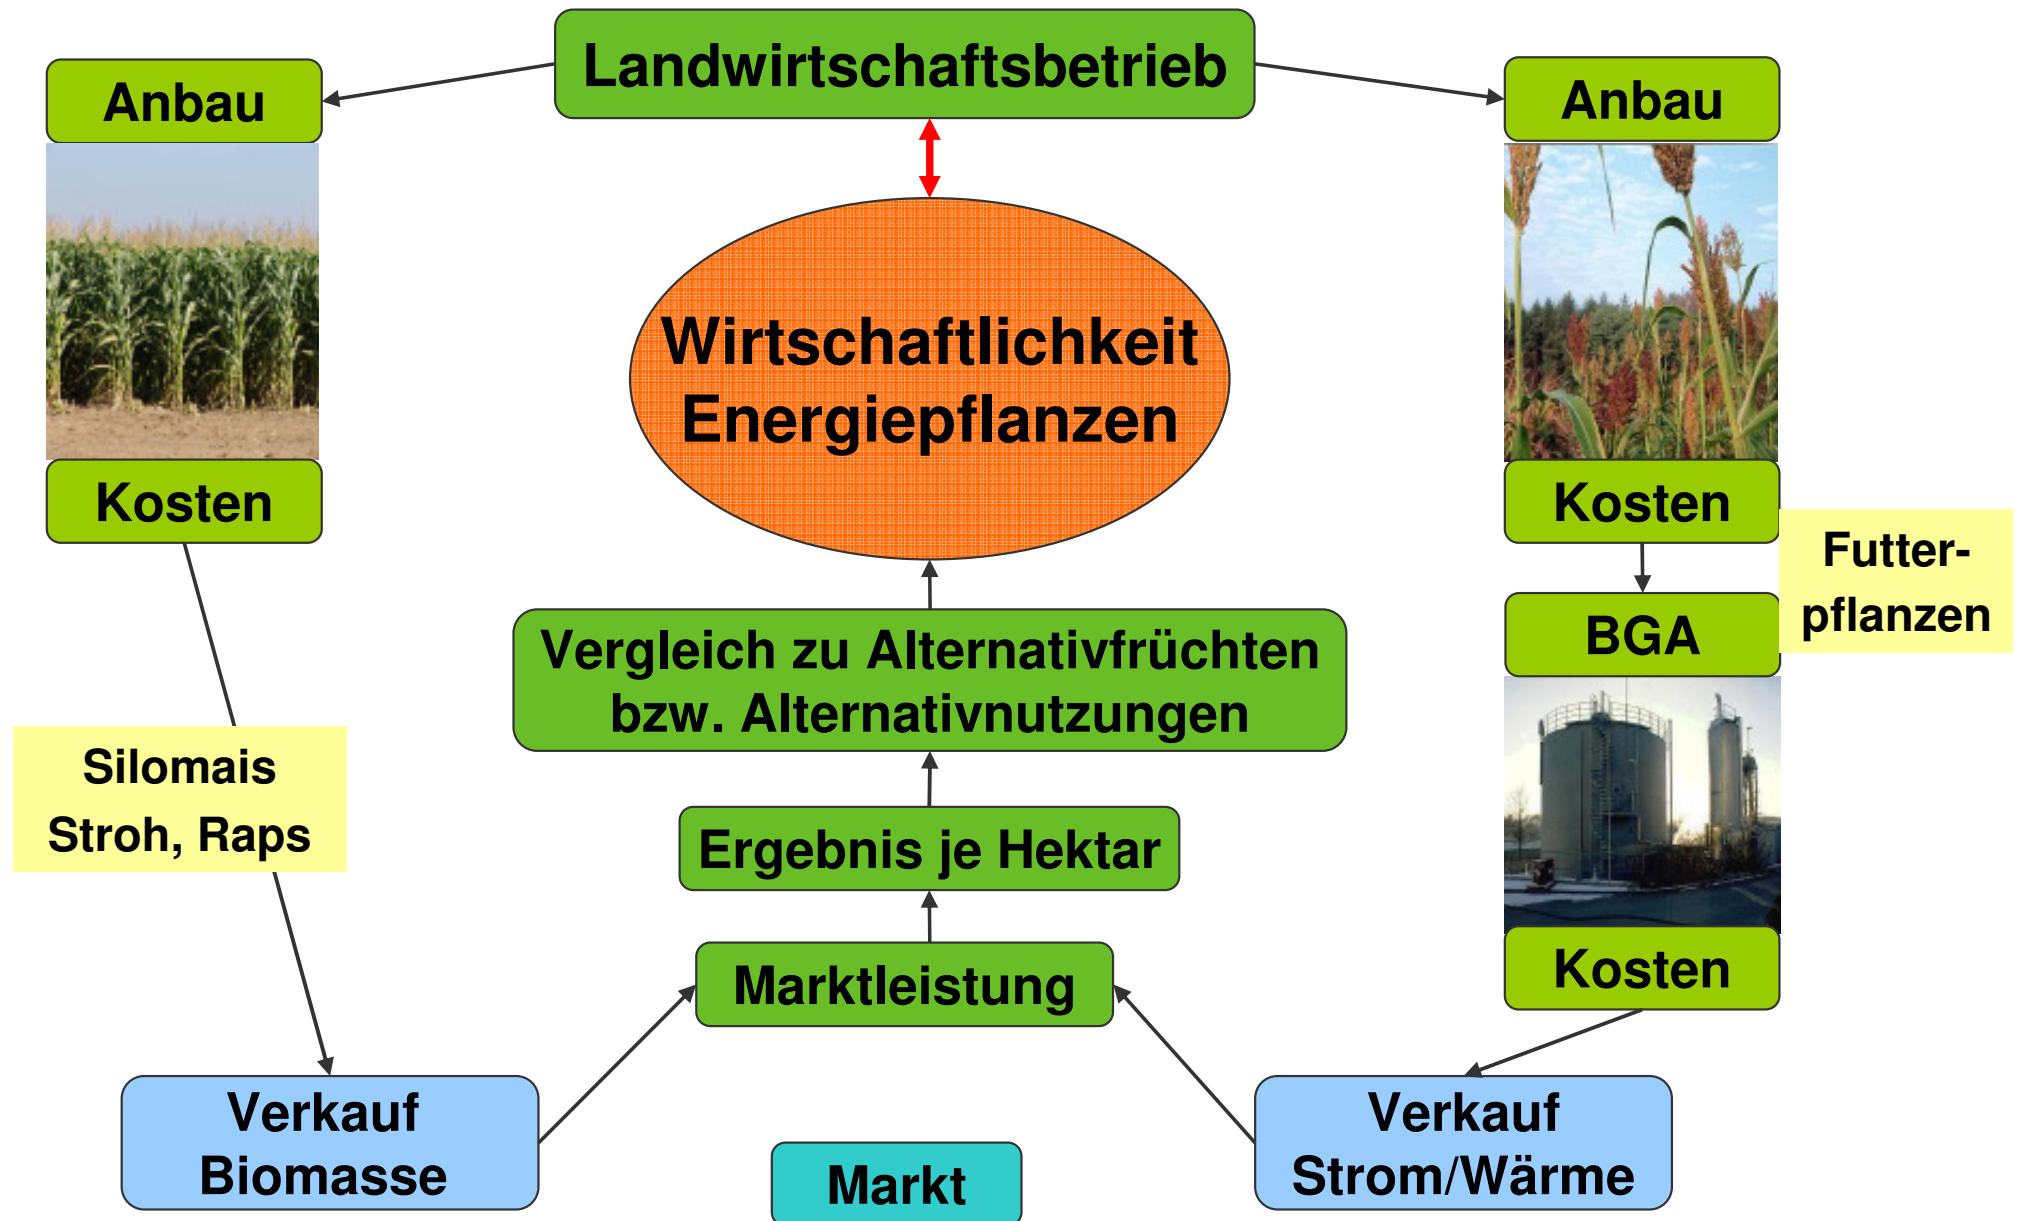 Landwirtschaftsbetrieb
Anbau
Anbau
Wirtschaftlichkeit
Energiepflanzen
Kosten
Kosten
Futter-
pflanzen
BGA
Vergleich zu Alternativfrüchten
bzw. Alternativnutzungen
Silomais
Stroh, Raps
Ergebnis je Hektar
Marktleistung
Kosten
Verkauf
Biomasse
Verkauf
Strom/Wärme
Markt